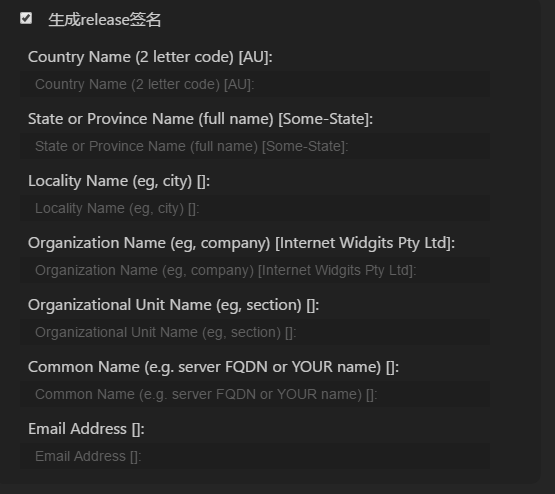 生成release签名
Country Name (2 letter code) [AU]:
Country Name (2 letter code) [AU]:
State or Province Name (full name) [Some-State]:
State or Province Name (full name) [Some-State]:
Locality Name (eg, city) []:
Locality Name (eg, city) []:
Organization Name (eg, company) [Internet Widgits Pty Ltd]:
Organization Name (eg, company) [Internet Widgits Pty Ltd]:
Organizational Unit Name (eg, section) []:
Organizational Unit Name (eg, section) []:
Common Name (e.g. server FQDN or YOUR name) []:
Common Name (e.g. server FQDN or YOUR name) []:
Email Address []:
Email Address []: